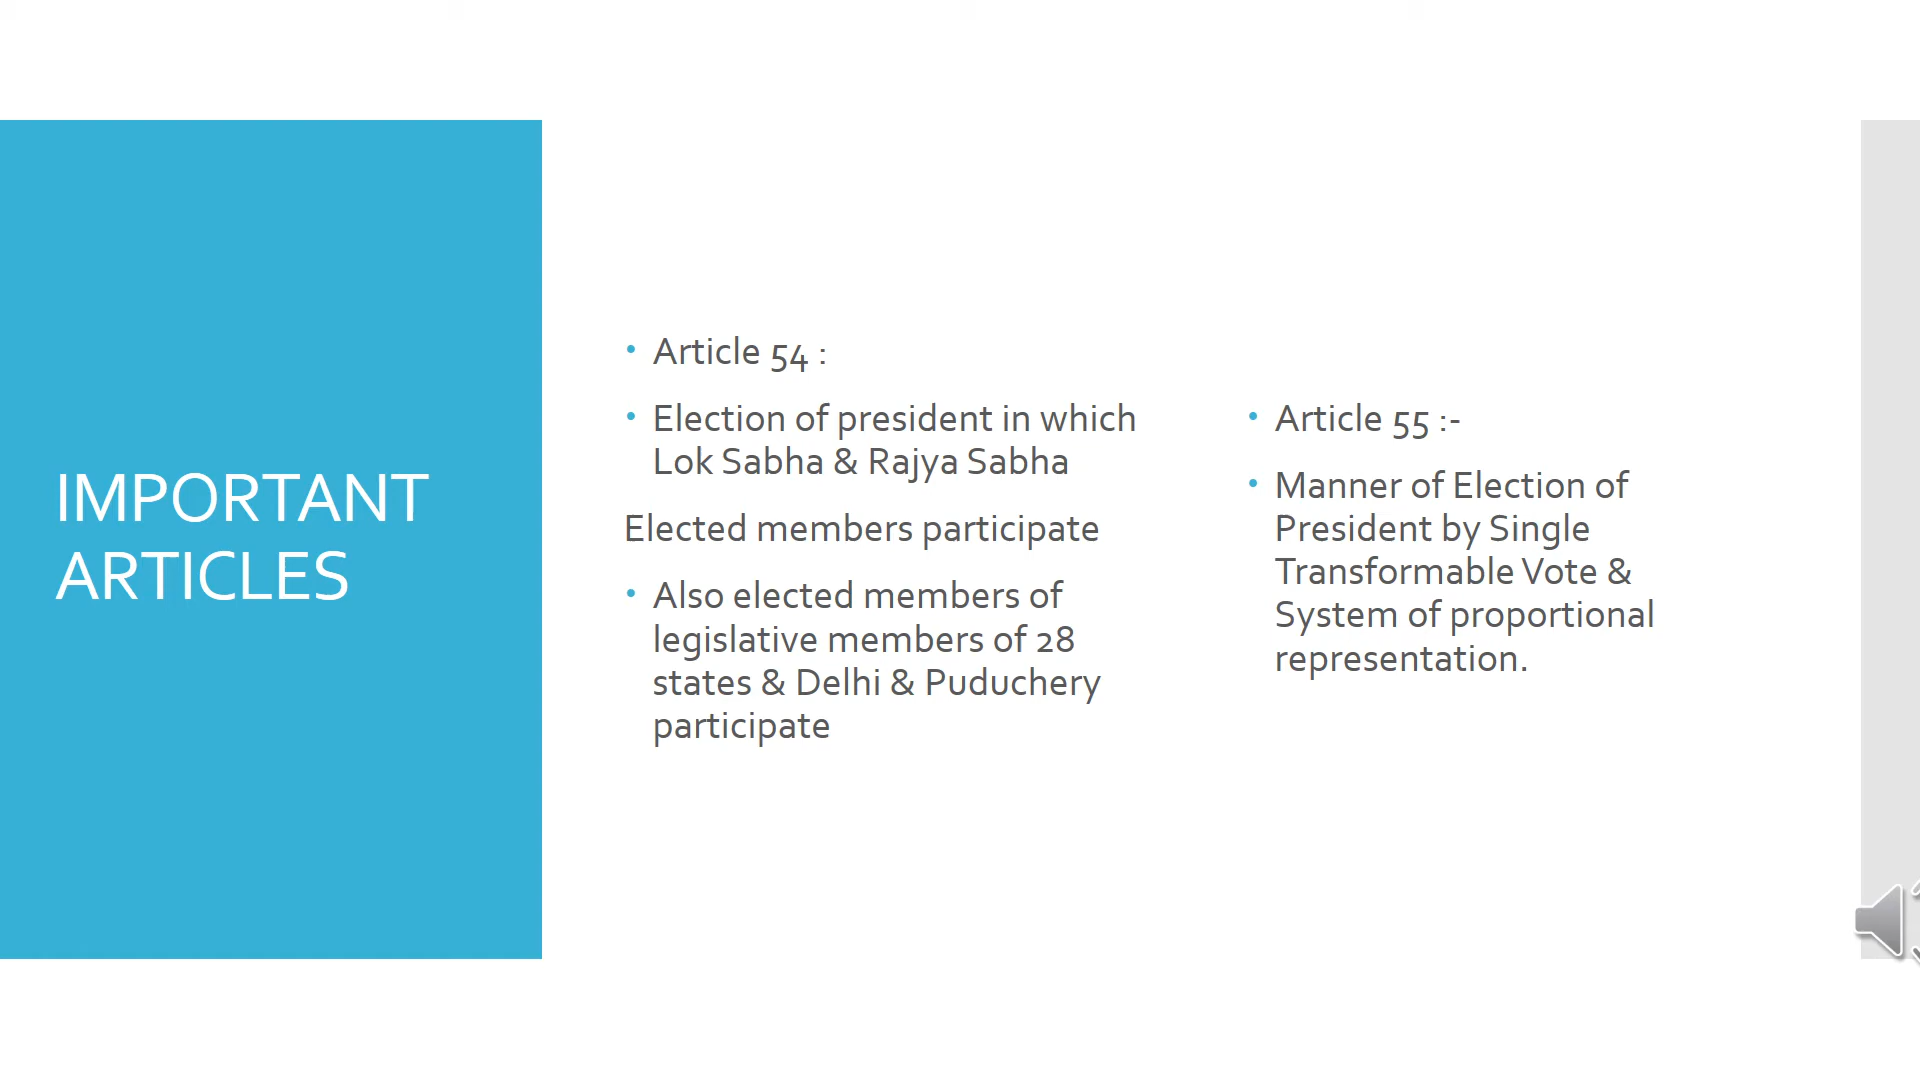 IMPORTANT
ARTICLES
• Article 54 :
• Election of president in which
Lok Sabha & Rajya Sabha
Elected members participate
• Also elected members of
legislative members of 28
states & Delhi & Puduchery
participate
• Article 55 :-
• Manner of Election of
President by Single
Transformable Vote &
System of proportional
representation.